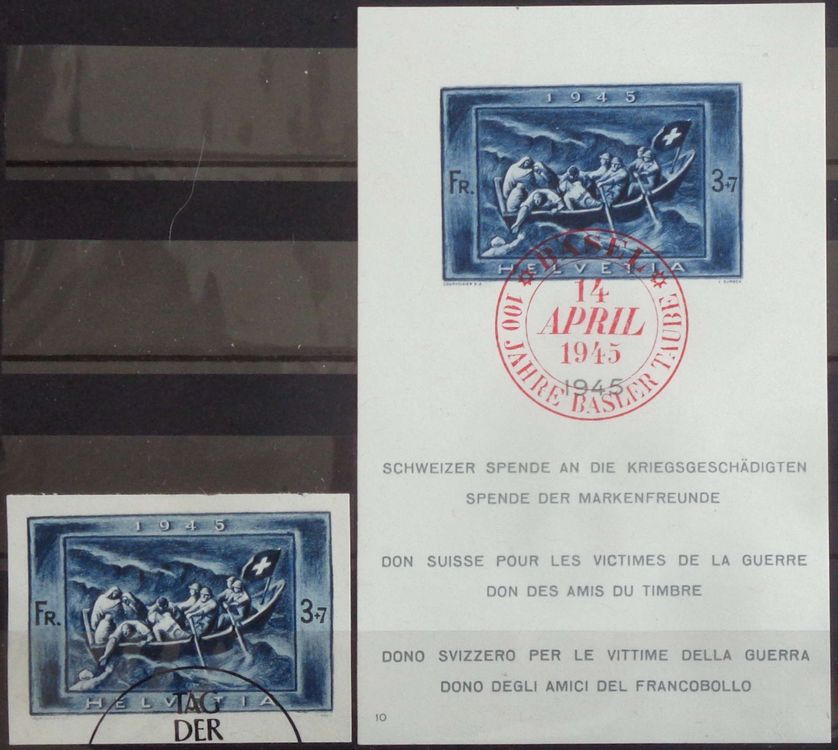 1945
FR. 3+7
HELVETIA
TAG
DER
1945
FR. 3+7
HELVETIA
COURVOISIER S.A.
BASEL
14
APRIL
1945
100 JAHRE BASLER TAUBE
1945
SCHWEIZER SPENDE AN DIE KRIEGSGESCHÄDIGTEN
SPENDE DER MARKENFREUNDE
DON SUISSE POUR LES VICTIMES DE LA GUERRE
DON DES AMIS DU TIMBRE
DONO SVIZZERO PER LE VITTIME DELLA GUERRA
DONO DEGLI AMICI DEL FRANCOBOLLO
10